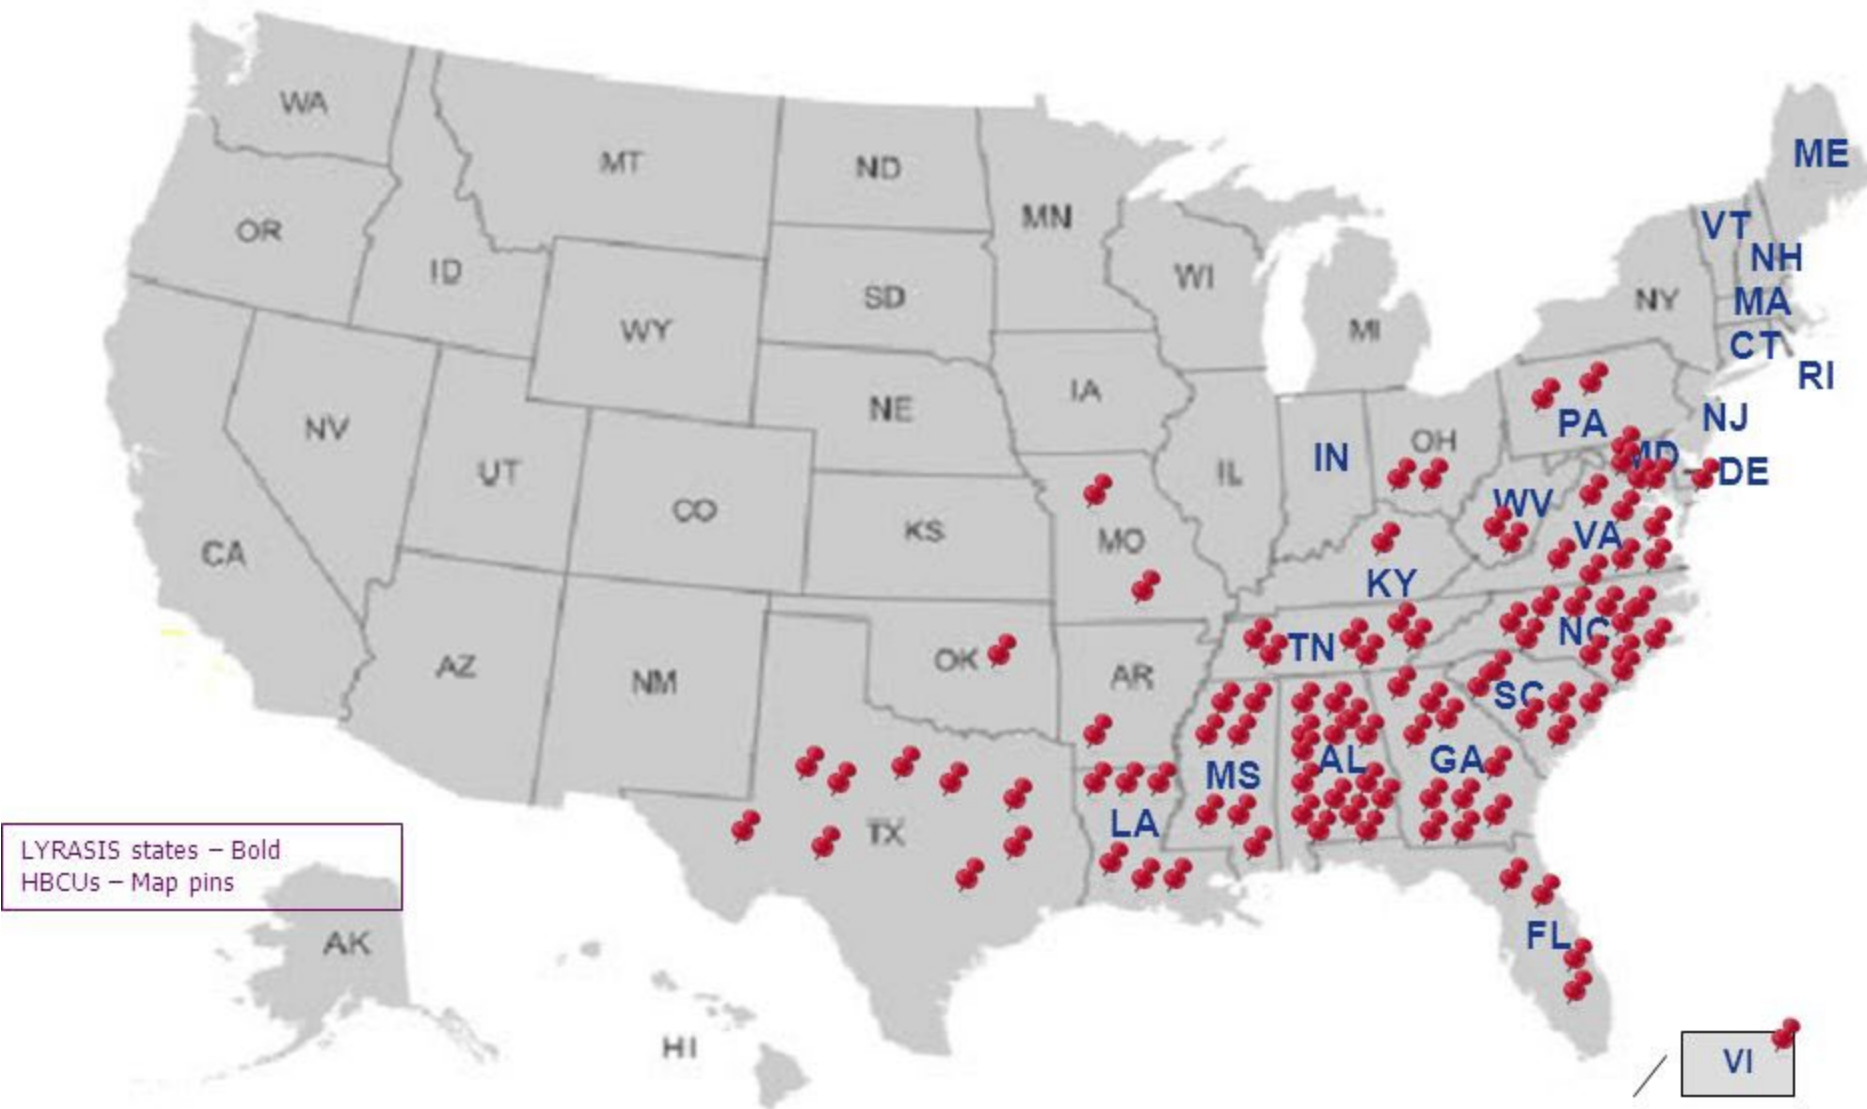 WA
MT
ND
MN
ME
OR
ID
SD
WI
MI
NY
VT
NH
MA
CT
RI
WY
IA
NE
NV
UT
CO
KS
IL
IN
OH
PA
NJ
MD
DE
CA
MO
WV
VA
KY
AZ
NM
OK
AR
TN
NC
SC
TX
LA
MS
AL
GA
FL
LYRASIS states – Bold
HBCUs – Map pins
AK
HI
VI